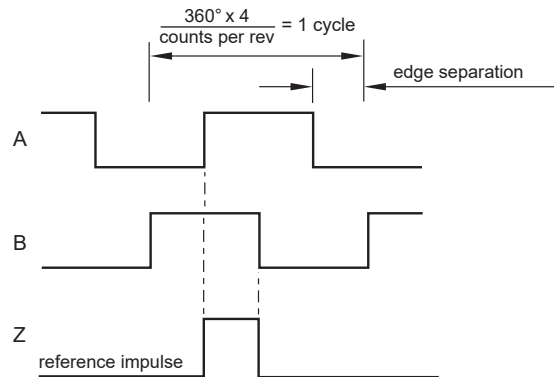 360° x 4
counts per rev
= 1 cycle
edge separation
A
B
Z
reference impulse